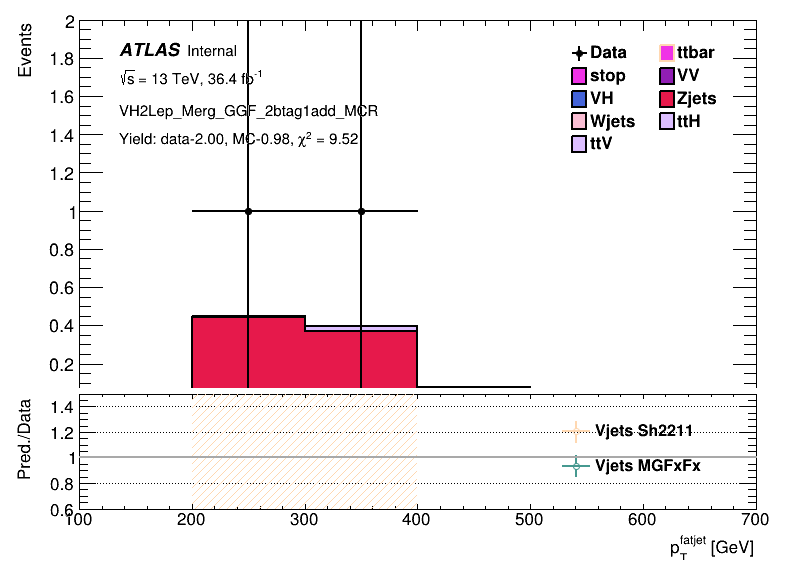 Events
2
1.8
1.6
1.4
1.2
1
0.8
0.6
0.4
0.2
ATLAS Internal
√s = 13 TeV, 36.4 fb⁻¹
VH2Lep_Merg_GGF_2btag1add_MCR
Yield: data-2.00, MC-0.98, χ² = 9.52
Data
ttbar
stop
VV
VH
Zjets
Wjets
ttH
ttV
Pred./Data
1.4
1.2
1
0.8
0.6
Vjets Sh2211
Vjets MGFxFx
100 200 300 400 500 600 700
p_T^fatjet [GeV]